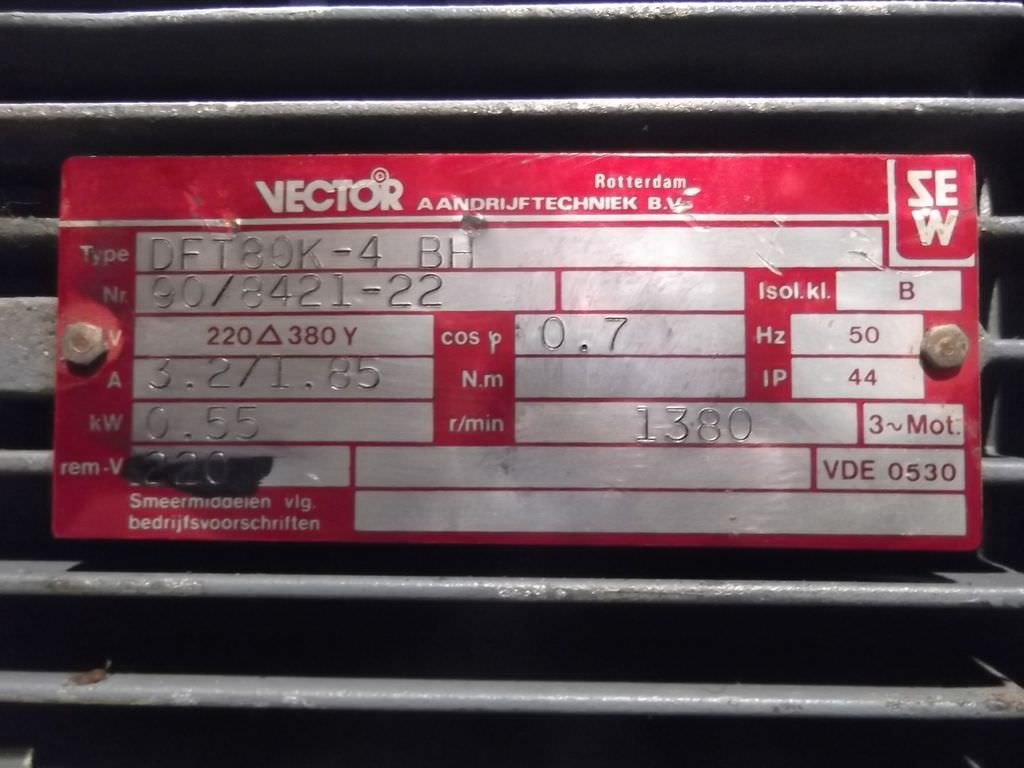 VECTOR® Rotterdam
AANDRIJFTECHNIEK B.V.
SEW
Type DFT80K-4 BH
Nr. 90/8421-22 Isol.kl. B
V 220 Δ 380 Y cos φ 0.7 Hz 50
A 3.2/1.85 N.m IP 44
kW 0.55 r/min 1380 3~Mot.
rem-V 220 VDE 0530
Smeermiddelen vlg.
bedrijfsvoorschriften